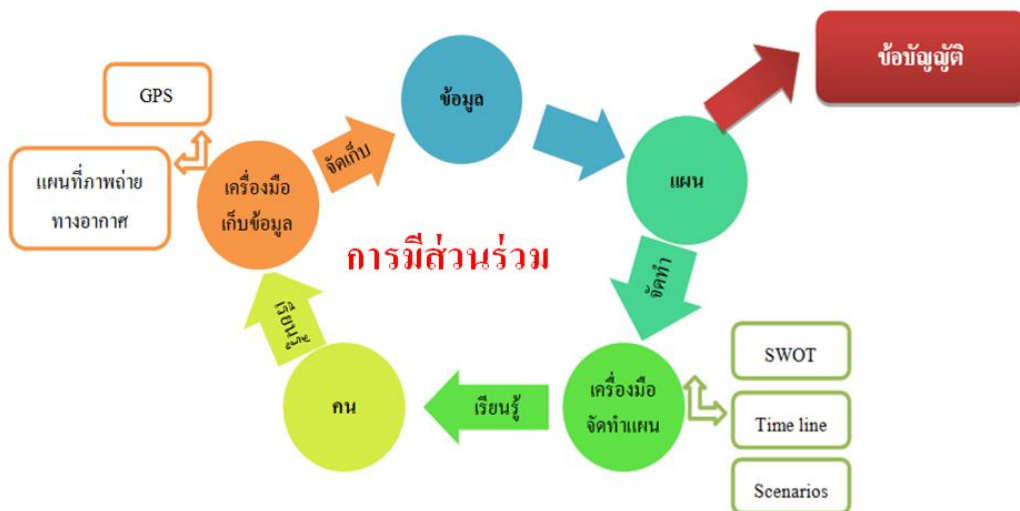 ข้อบัญญัติ
ข้อมูล
GPS
จัดเก็บ
แผน
แผนที่ภาพถ่าย
ทางอากาศ
เครื่องมือ
เก็บข้อมูล
การมีส่วนร่วม
จัดทำ
เรียนรู้
SWOT
คน
เรียนรู้
เครื่องมือ
จัดทำแผน
Time line
Scenarios